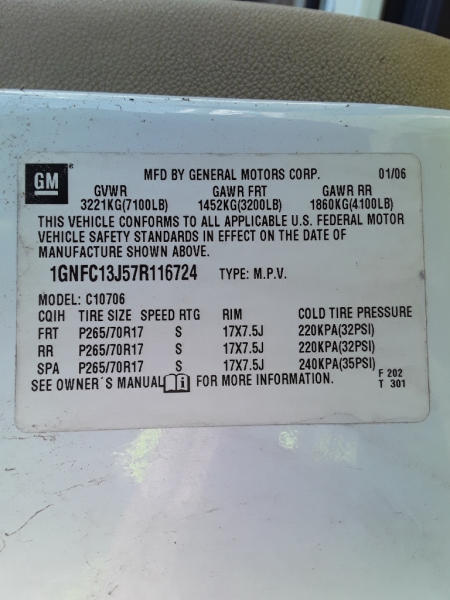 GM ® MFD BY GENERAL MOTORS CORP. 01/06
GVWR GAWR FRT GAWR RR
3221KG(7100LB) 1452KG(3200LB) 1860KG(4100LB)
THIS VEHICLE CONFORMS TO ALL APPLICABLE U.S. FEDERAL MOTOR
VEHICLE SAFETY STANDARDS IN EFFECT ON THE DATE OF
MANUFACTURE SHOWN ABOVE.
1GNFC13J57R116724 TYPE: M.P.V.
MODEL: C10706
CQIH TIRE SIZE SPEED RTG RIM COLD TIRE PRESSURE
FRT P265/70R17 S 17X7.5J 220KPA(32PSI)
RR P265/70R17 S 17X7.5J 220KPA(32PSI)
SPA P265/70R17 S 17X7.5J 240KPA(35PSI)
SEE OWNER´S MANUAL i FOR MORE INFORMATION. F 202
T 301